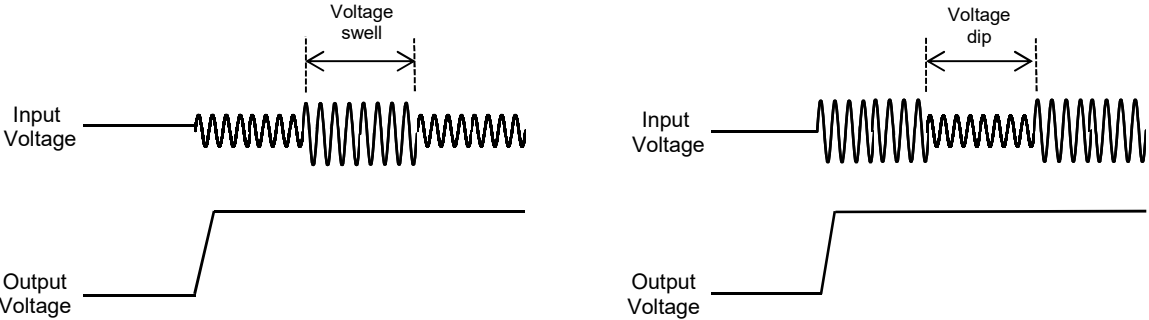 Voltage
swell
Input
Voltage
Output
Voltage
Voltage
dip
Input
Voltage
Output
Voltage